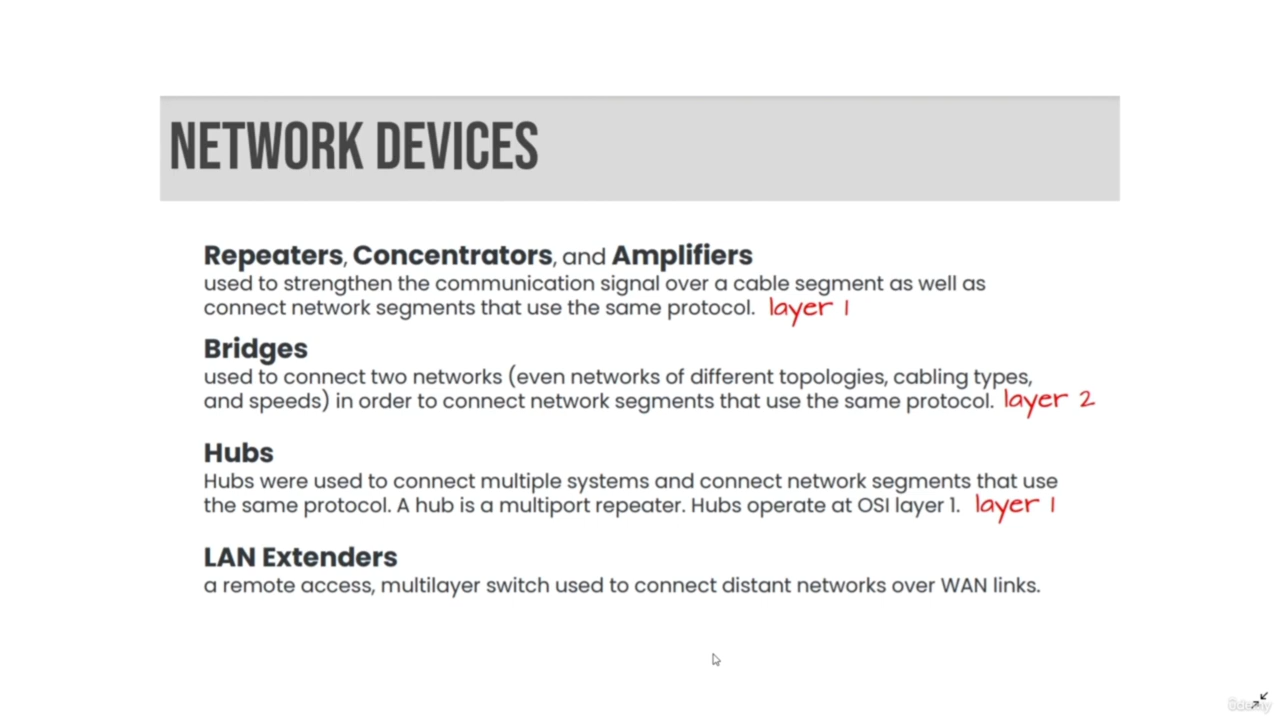 NETWORK DEVICES
Repeaters, Concentrators, and Amplifiers
used to strengthen the communication signal over a cable segment as well as
connect network segments that use the same protocol. layer 1
Bridges
used to connect two networks (even networks of different topologies, cabling types,
and speeds) in order to connect network segments that use the same protocol. layer 2
Hubs
Hubs were used to connect multiple systems and connect network segments that use
the same protocol. A hub is a multiport repeater. Hubs operate at OSI layer 1. layer 1
LAN Extenders
a remote access, multilayer switch used to connect distant networks over WAN links.
ûdemy